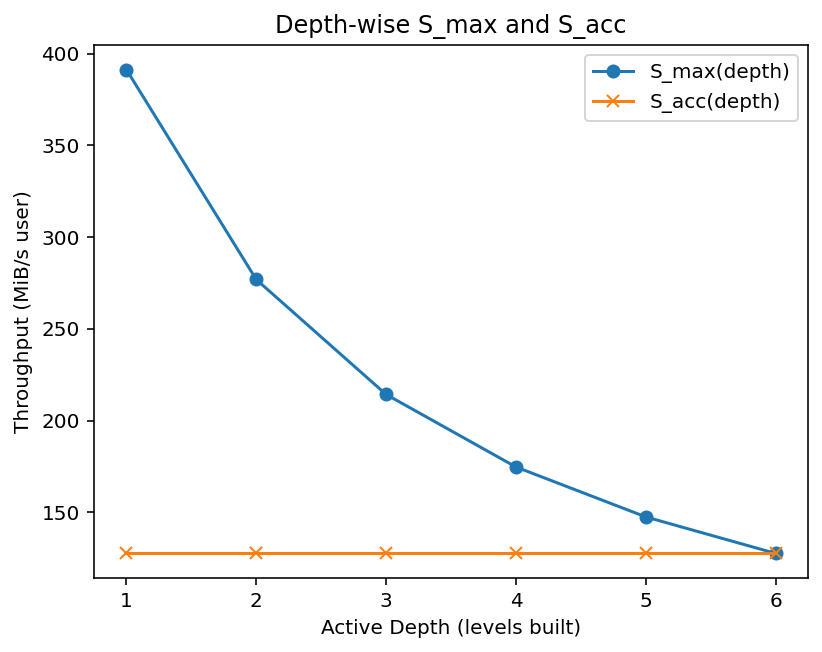 Depth-wise S_max and S_acc
S_max(depth)
S_acc(depth)
Throughput (MiB/s user)
400
350
300
250
200
150
1 2 3 4 5 6
Active Depth (levels built)